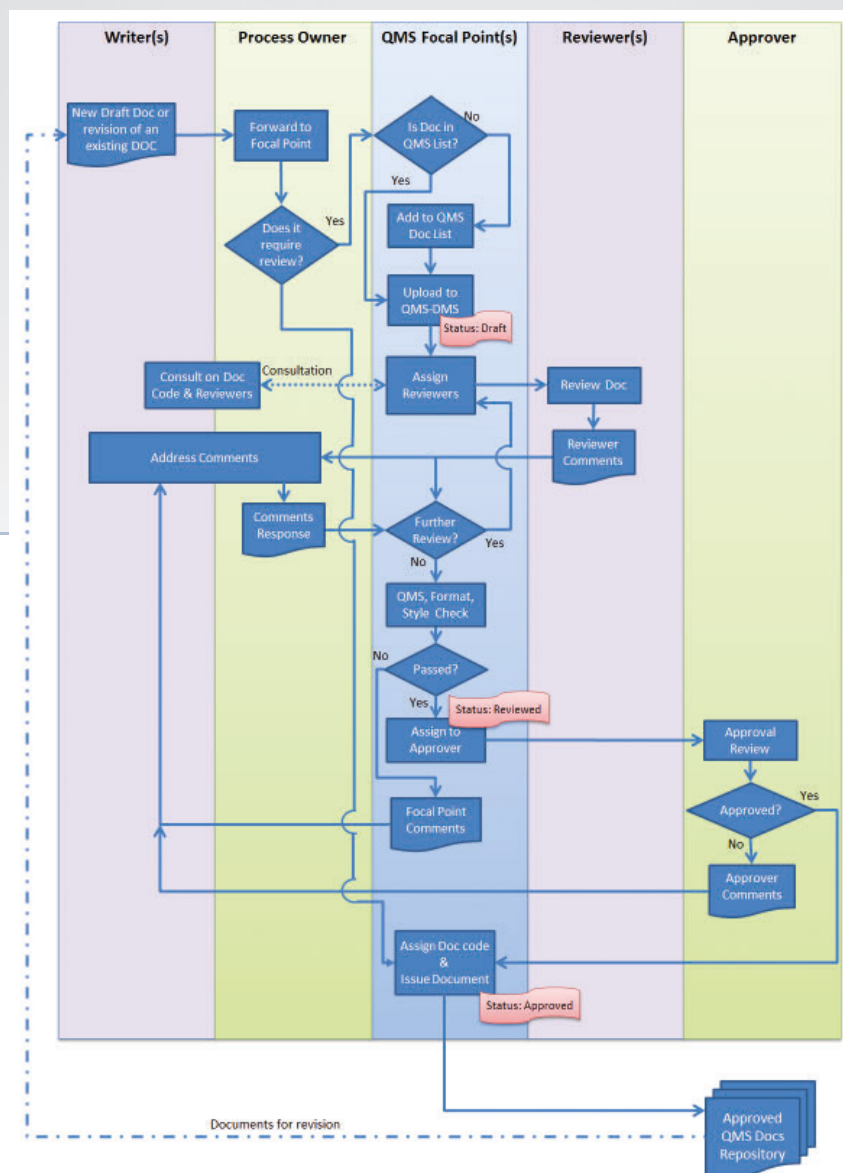 Writer(s)
Process Owner
QMS Focal Point(s)
Reviewer(s)
Approver
New Draft Doc or
revision of an
existing DOC
Forward to
Focal Point
Is Doc in
QMS List?
No
Yes
Does it
require
review?
Yes
Add to QMS
Doc List
Upload to
QMS-DMS
Status: Draft
Consult on Doc
Code & Reviewers
Consultation
Assign
Reviewers
Review Doc
Address Comments
Reviewer
Comments
Comments
Response
Further
Review?
Yes
No
QMS, Format,
Style Check
No
Passed?
Yes
Status: Reviewed
Assign to
Approver
Approval
Review
Approved?
Yes
No
Focal Point
Comments
Approver
Comments
Assign Doc code
&
Issue Document
Status: Approved
Documents for revision
Approved
QMS Docs
Repository